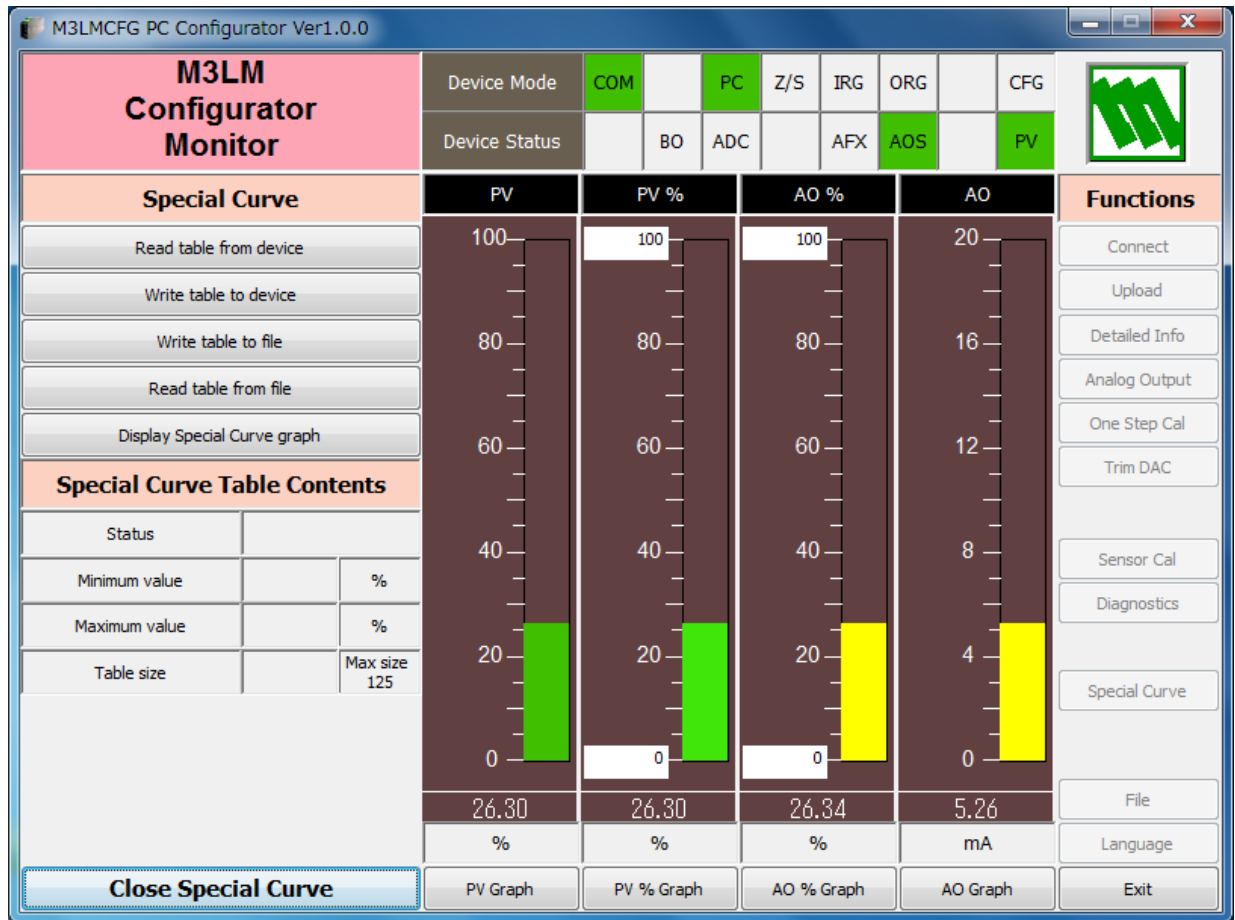 M3LMCFG PC Configurator Ver1.0.0
M3LM
Configurator
Monitor
Device Mode COM PC Z/S IRG ORG CFG
Device Status BO ADC AFX AOS PV
Special Curve
Read table from device
Write table to device
Write table to file
Read table from file
Display Special Curve graph
Special Curve Table Contents
Status
Minimum value %
Maximum value %
Table size Max size
125
Close Special Curve
PV
100
80
60
40
20
0
26.30
%
PV Graph
PV %
100
80
60
40
20
0
26.30
%
PV % Graph
AO %
100
80
60
40
20
0
26.34
%
AO % Graph
AO
20
16
12
8
4
0
5.26
mA
AO Graph
Functions
Connect
Upload
Detailed Info
Analog Output
One Step Cal
Trim DAC
Sensor Cal
Diagnostics
Special Curve
File
Language
Exit